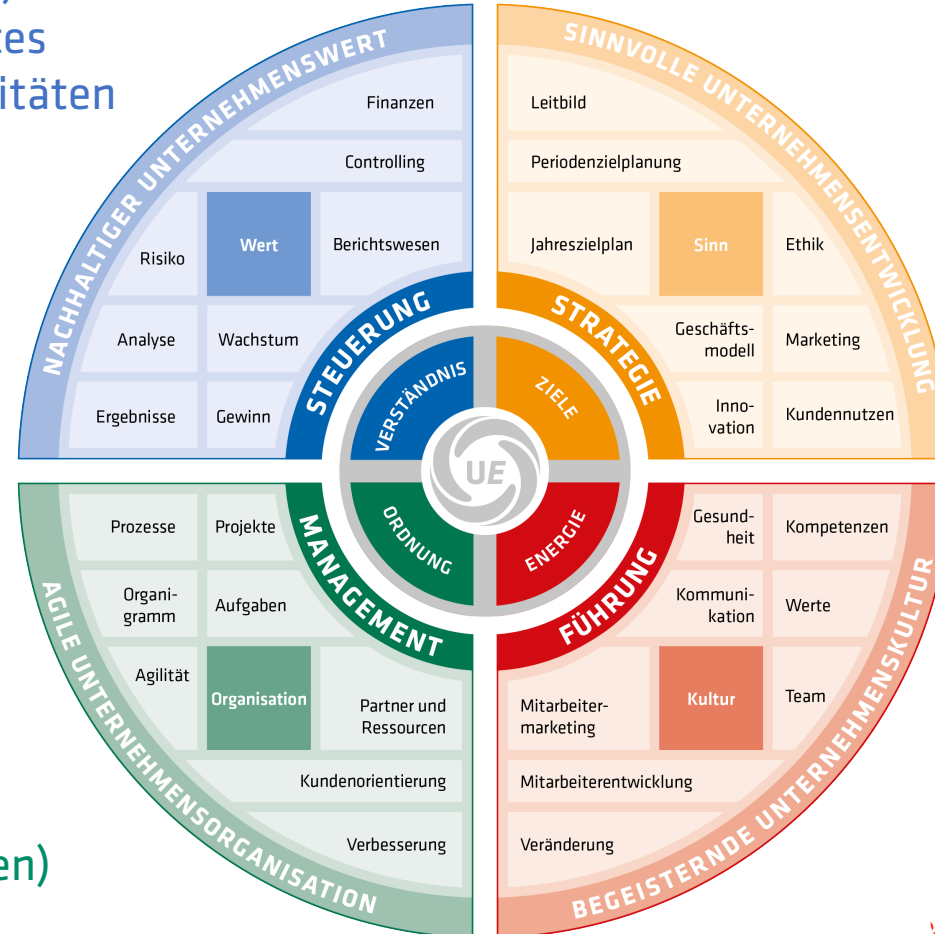 tes
itäten
NACHHALTIGER UNTERNEHMENSWERT
Finanzen
Controlling
Risiko
Wert
Berichtswesen
Analyse
Wachstum
Ergebnisse
Gewinn
STEUERUNG
VERSTÄNDNIS
SINNVOLLE UNTERNEHMENSENTWICKLUNG
Leitbild
Periodenzielplanung
Jahreszielplan
Sinn
Ethik
Geschäfts-
modell
Marketing
Inno-
vation
Kundennutzen
STRATEGIE
ZIELE
UE
AGILE UNTERNEHMENSORGANISATION
Prozesse
Projekte
Organi-
gramm
Aufgaben
Agilität
Organisation
Partner und
Ressourcen
Kundenorientierung
Verbesserung
MANAGEMENT
ORDNUNG
BEGEISTERNDE UNTERNEHMENSKULTUR
Gesund-
heit
Kompetenzen
Kommuni-
kation
Werte
Mitarbeiter-
marketing
Kultur
Team
Mitarbeiterentwicklung
Veränderung
FÜHRUNG
ENERGIE
en)